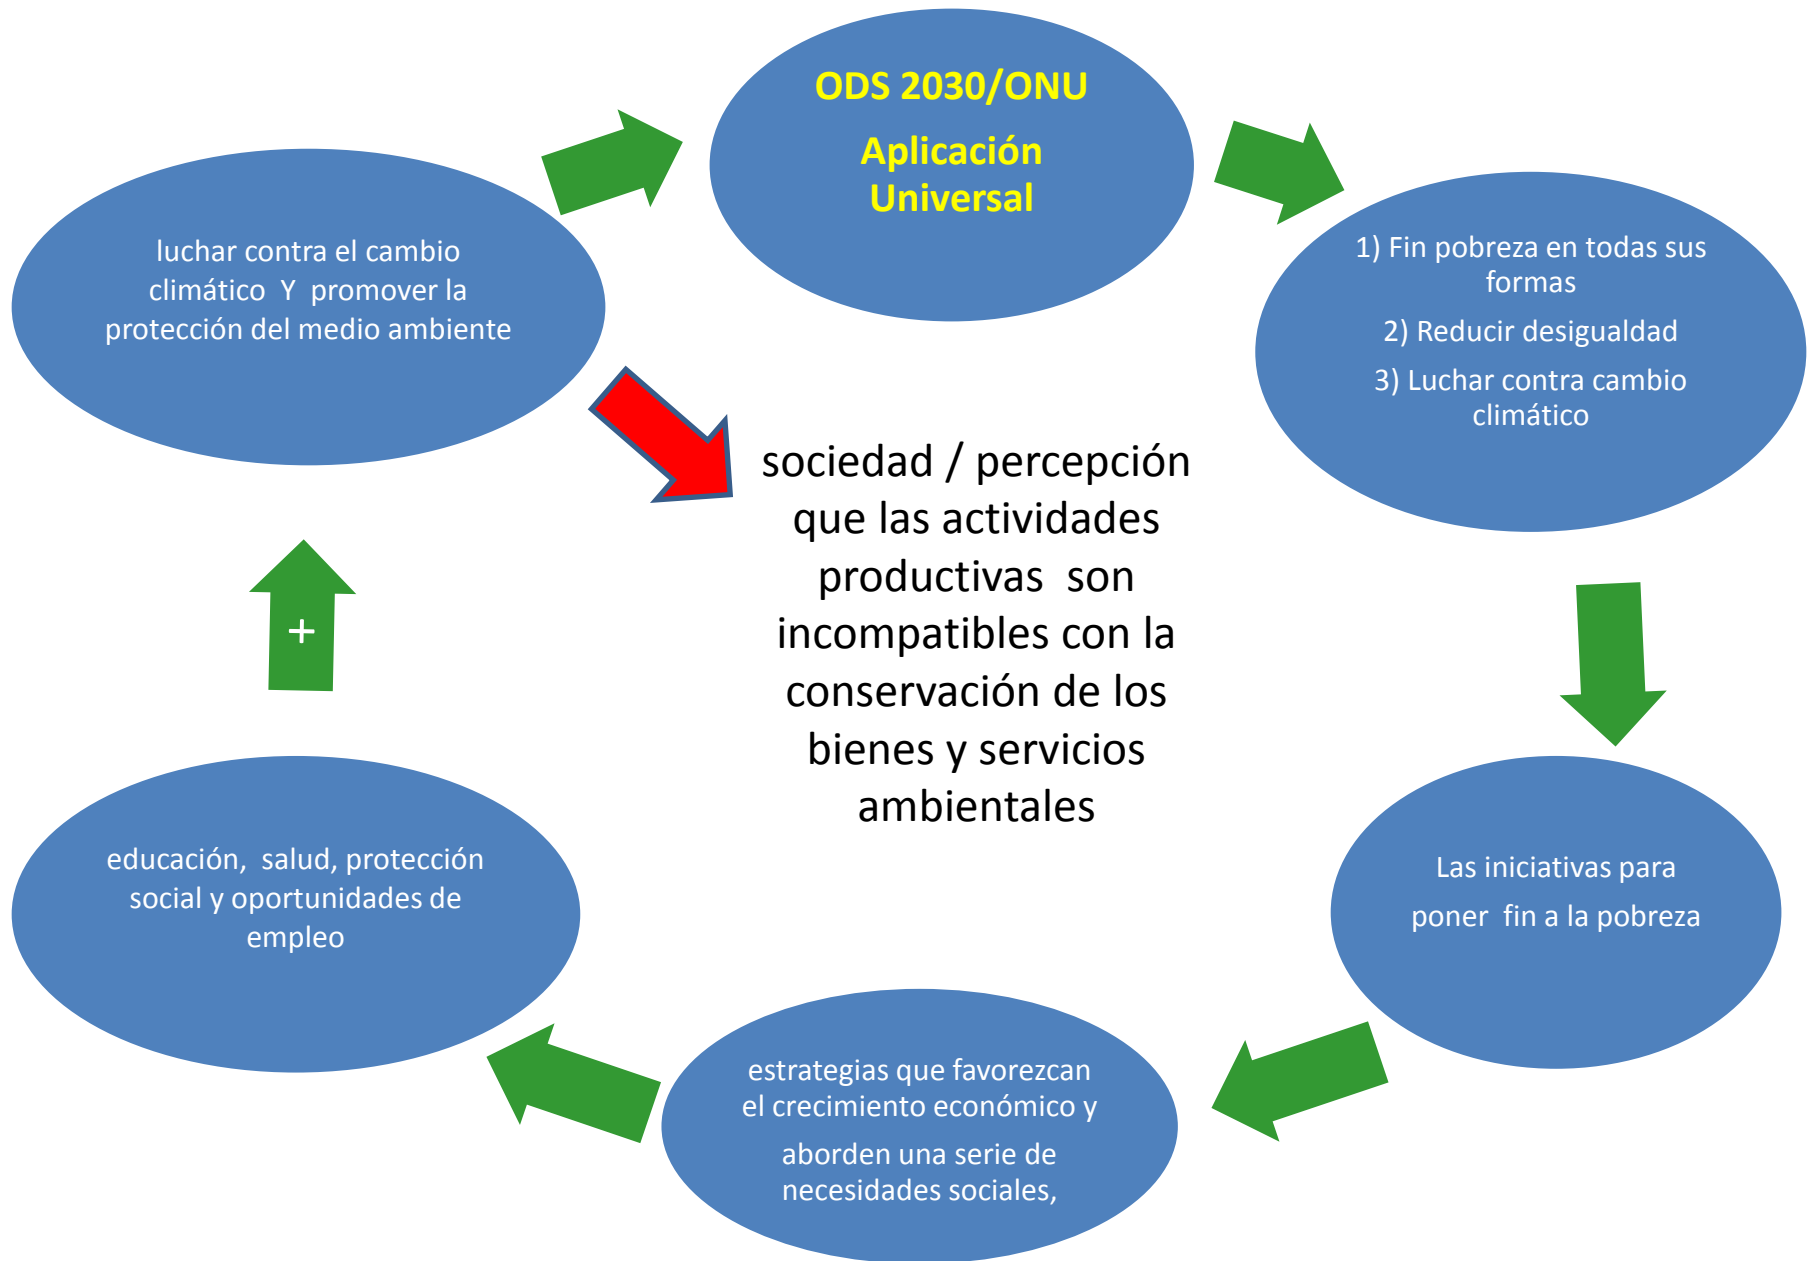 ODS 2030/ONU
Aplicación
Universal
1) Fin pobreza en todas sus
formas
2) Reducir desigualdad
3) Luchar contra cambio
climático
Las iniciativas para
poner fin a la pobreza
estrategias que favorezcan
el crecimiento económico y
aborden una serie de
necesidades sociales,
educación, salud, protección
social y oportunidades de
empleo
+
luchar contra el cambio
climático Y promover la
protección del medio ambiente
sociedad / percepción
que las actividades
productivas son
incompatibles con la
conservación de los
bienes y servicios
ambientales